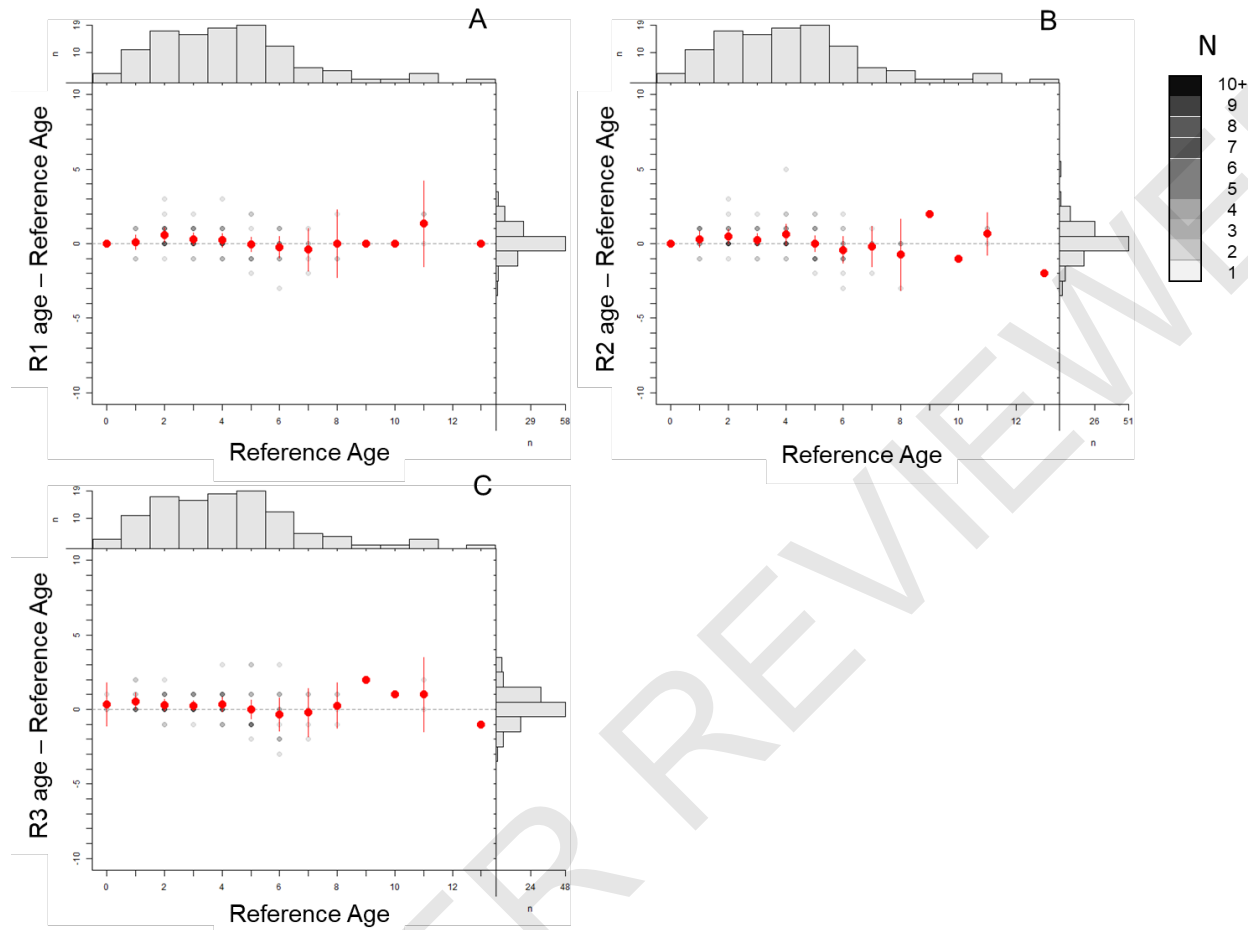 A
19
10
n
10
5
0
-5
-10
R1 age – Reference Age
0 2 4 6 8 10 12
29 58
n
Reference Age
B
19
10
n
10
5
0
-5
-10
R2 age – Reference Age
0 2 4 6 8 10 12
26 51
n
Reference Age
N
10+
9
8
7
6
5
4
3
2
1
C
19
10
n
10
5
0
-5
-10
R3 age – Reference Age
0 2 4 6 8 10 12
24 48
n
Reference Age
ER REVIEWE